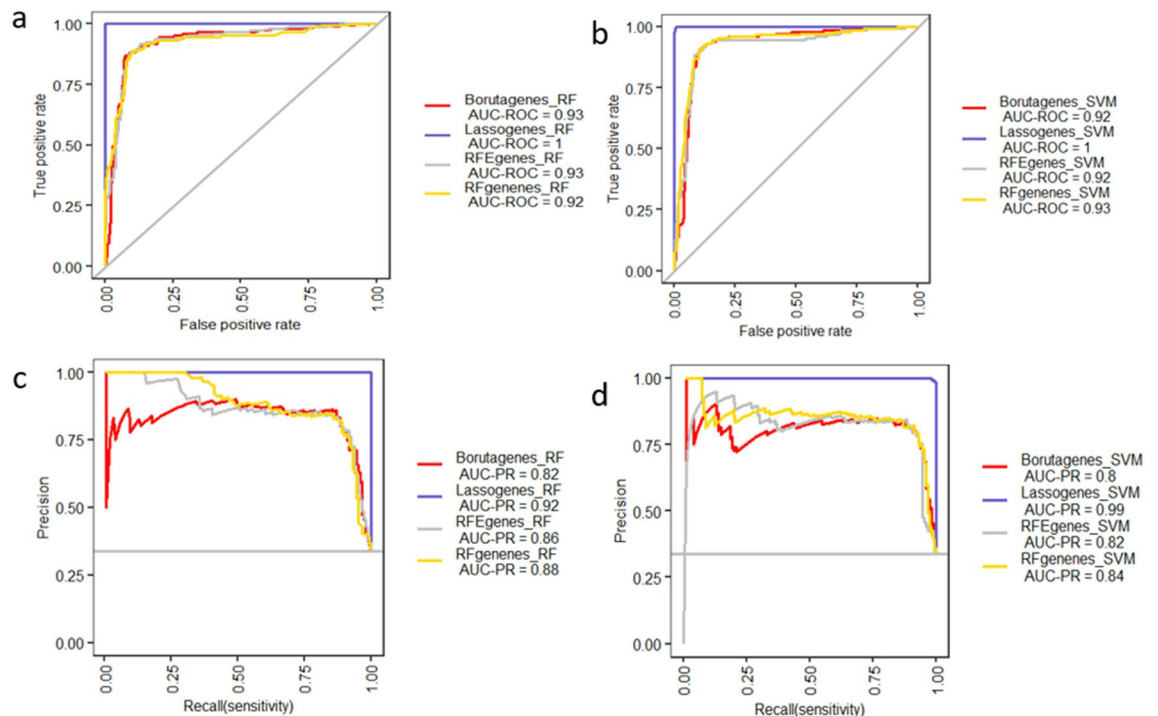 a
1.00
0.75
0.50
0.25
0.00
True positive rate
0.00
0.25
0.50
0.75
1.00
False positive rate
Borutagenes_RF
AUC-ROC = 0.93
Lassogenes_RF
AUC-ROC = 1
RFEgenes_RF
AUC-ROC = 0.93
RFgenenes_RF
AUC-ROC = 0.92
b
1.00
0.75
0.50
0.25
0.00
True positive rate
0.00
0.25
0.50
0.75
1.00
False positive rate
Borutagenes_SVM
AUC-ROC = 0.92
Lassogenes_SVM
AUC-ROC = 1
RFEgenes_SVM
AUC-ROC = 0.92
RFgenenes_SVM
AUC-ROC = 0.93
c
1.00
0.75
0.50
0.25
0.00
Precision
0.00
0.25
0.50
0.75
1.00
Recall(sensitivity)
Borutagenes_RF
AUC-PR = 0.82
Lassogenes_RF
AUC-PR = 0.92
RFEgenes_RF
AUC-PR = 0.86
RFgenenes_RF
AUC-PR = 0.88
d
1.00
0.75
0.50
0.25
0.00
Precision
0.00
0.25
0.50
0.75
1.00
Recall(sensitivity)
Borutagenes_SVM
AUC-PR = 0.8
Lassogenes_SVM
AUC-PR = 0.99
RFEgenes_SVM
AUC-PR = 0.82
RFgenenes_SVM
AUC-PR = 0.84